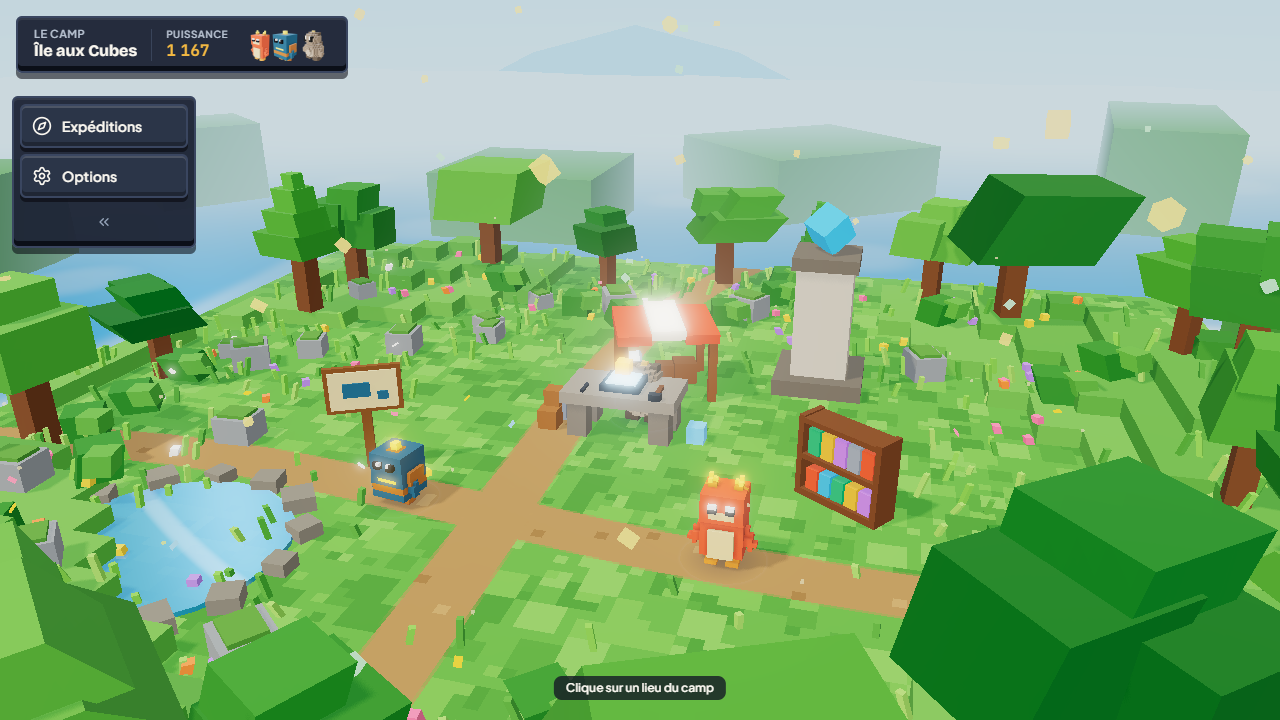 LE CAMP
Île aux Cubes
PUISSANCE
1 167
Expéditions
Options
Clique sur un lieu du camp